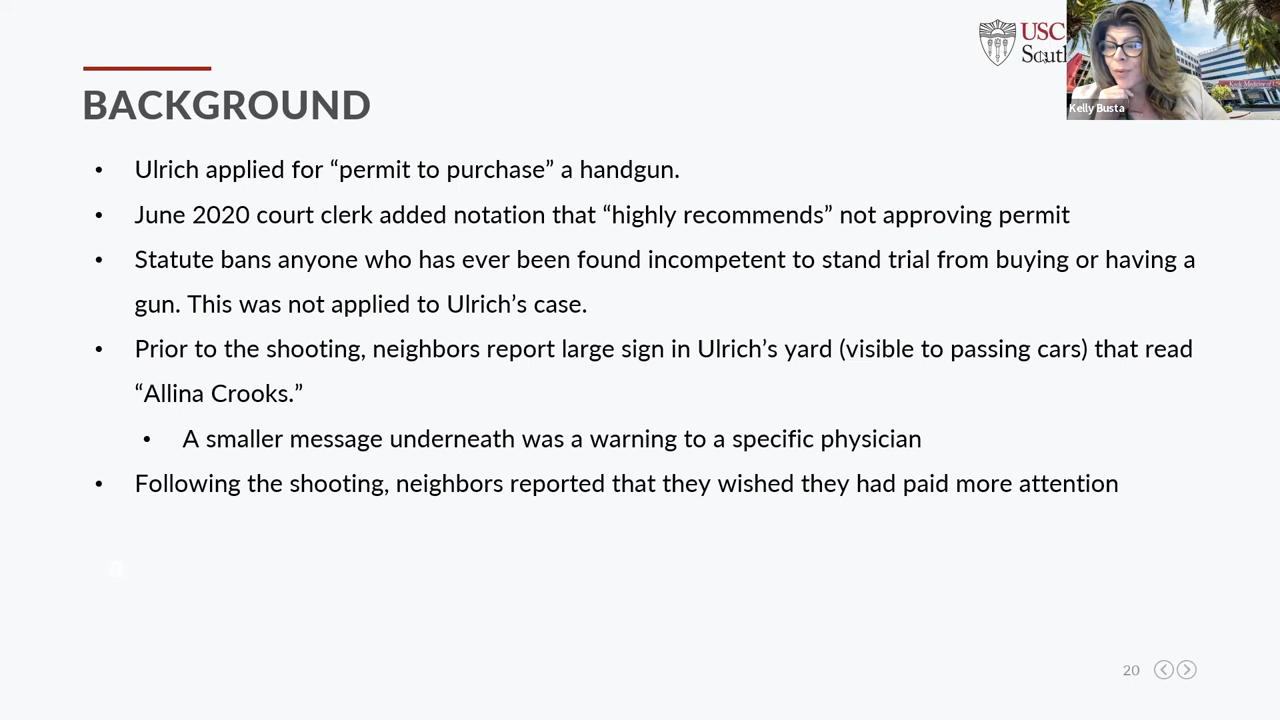 USC
BACKGROUND
Kelly Busta
• Ulrich applied for “permit to purchase” a handgun.
• June 2020 court clerk added notation that “highly recommends” not approving permit
• Statute bans anyone who has ever been found incompetent to stand trial from buying or having a
gun. This was not applied to Ulrich’s case.
• Prior to the shooting, neighbors report large sign in Ulrich’s yard (visible to passing cars) that read
“Allina Crooks.”
• A smaller message underneath was a warning to a specific physician
• Following the shooting, neighbors reported that they wished they had paid more attention
20